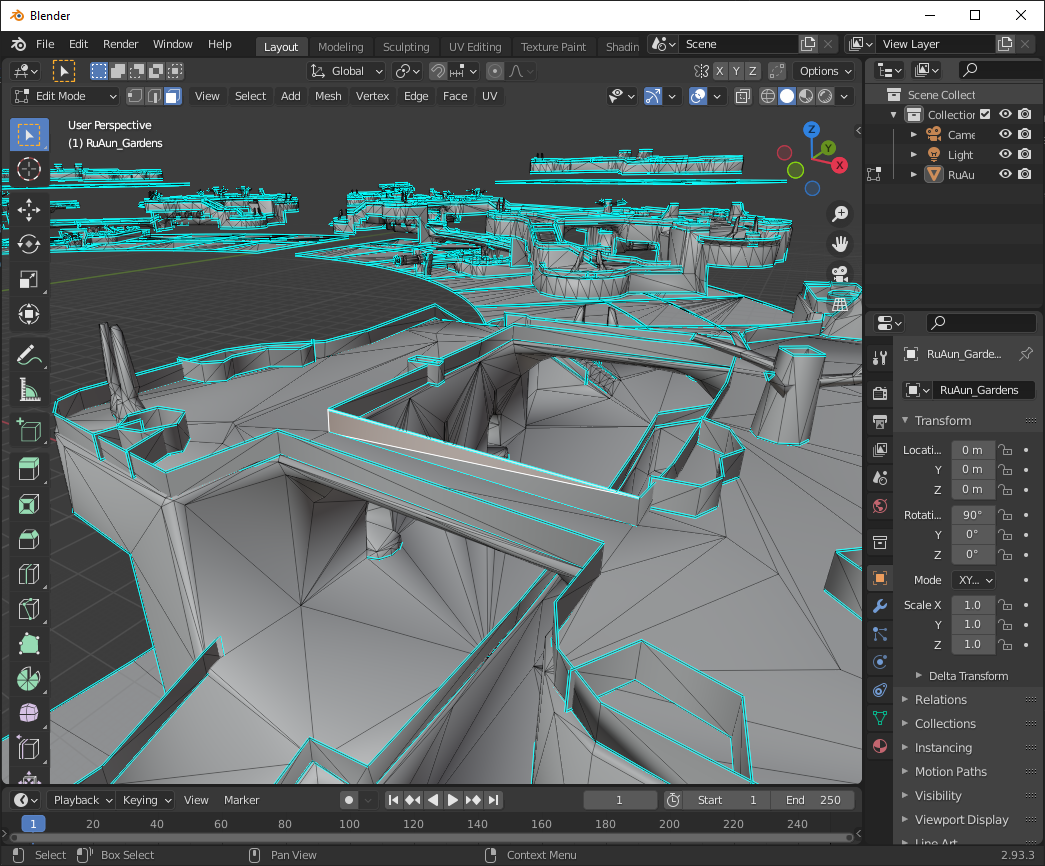 Blender
File Edit Render Window Help Layout Modeling Sculpting UV Editing Texture Paint Shadin Scene View Layer
Global X Y Z Options
Edit Mode View Select Add Mesh Vertex Edge Face UV
Scene Collect
Collection
Came
Light
RuAu
User Perspective
(1) RuAun_Gardens
Z
Y
X
RuAun_Garde...
RuAun_Gardens
Transform
Locati... 0 m
Y 0 m
Z 0 m
Rotati... 90°
Y 0°
Z 0°
Mode XY...
Scale X 1.0
Y 1.0
Z 1.0
Delta Transform
Relations
Collections
Instancing
Motion Paths
Visibility
Viewport Display
Line Art
Playback Keying View Marker 1 Start 1 End 250
1 20 40 60 80 100 120 140 160 180 200 220 240
Select Box Select Pan View Context Menu 2.93.3